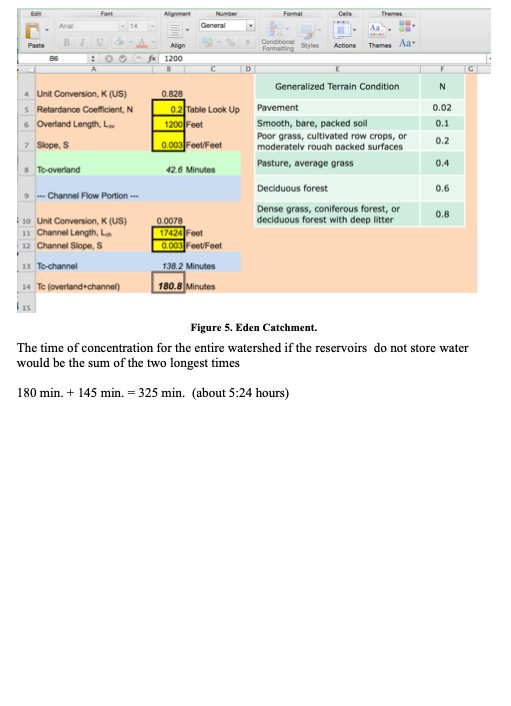 Edit Font Alignment Number Format Cells Themes
Arial 14 General
Paste B I U A Align % Conditional Formatting Styles Actions Themes Aa
B6 fx 1200
A B C D E F G
Generalized Terrain Condition N
4 Unit Conversion, K (US) 0.828
5 Retardance Coefficient, N 0.2 Table Look Up Pavement 0.02
6 Overland Length, Lov 1200 Feet Smooth, bare, packed soil 0.1
7 Slope, S 0.003 Feet/Feet Poor grass, cultivated row crops, or
moderately rough packed surfaces 0.2
8 Tc-overland 42.6 Minutes Pasture, average grass 0.4
9 --- Channel Flow Portion --- Deciduous forest 0.6
10 Unit Conversion, K (US) 0.0078 Dense grass, coniferous forest, or
deciduous forest with deep litter 0.8
11 Channel Length, Lch 17424 Feet
12 Channel Slope, S 0.003 Feet/Feet
13 Tc-channel 138.2 Minutes
14 Tc (overland+channel) 180.8 Minutes
15
Figure 5. Eden Catchment.
The time of concentration for the entire watershed if the reservoirs do not store water
would be the sum of the two longest times
180 min. + 145 min. = 325 min. (about 5:24 hours)